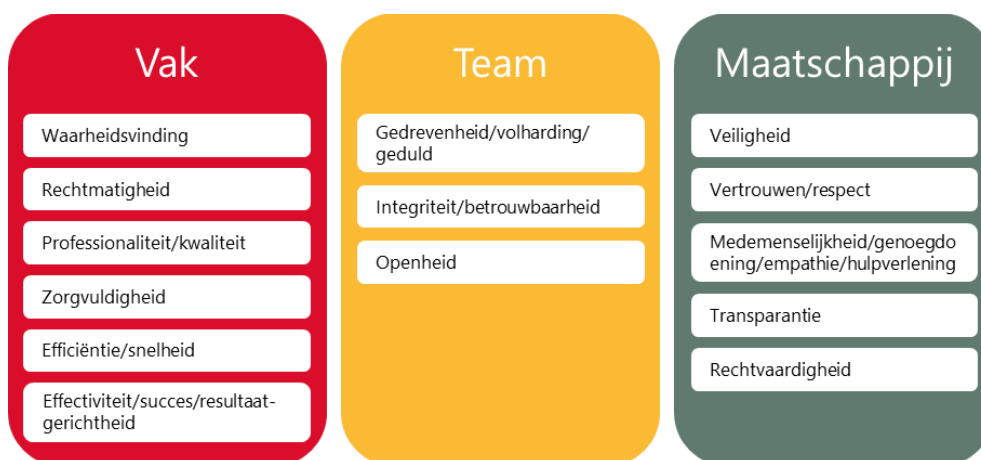 Vak
Waarheidsvinding
Rechtmatigheid
Professionaliteit/kwaliteit
Zorgvuldigheid
Efficiëntie/snelheid
Effectiviteit/succes/resultaat-
gerichtheid
Team
Gedrevenheid/volharding/
geduld
Integriteit/betrouwbaarheid
Openheid
Maatschappij
Veiligheid
Vertrouwen/respect
Medemenselijkheid/genoegdo
ening/empathie/hulpverlening
Transparantie
Rechtvaardigheid